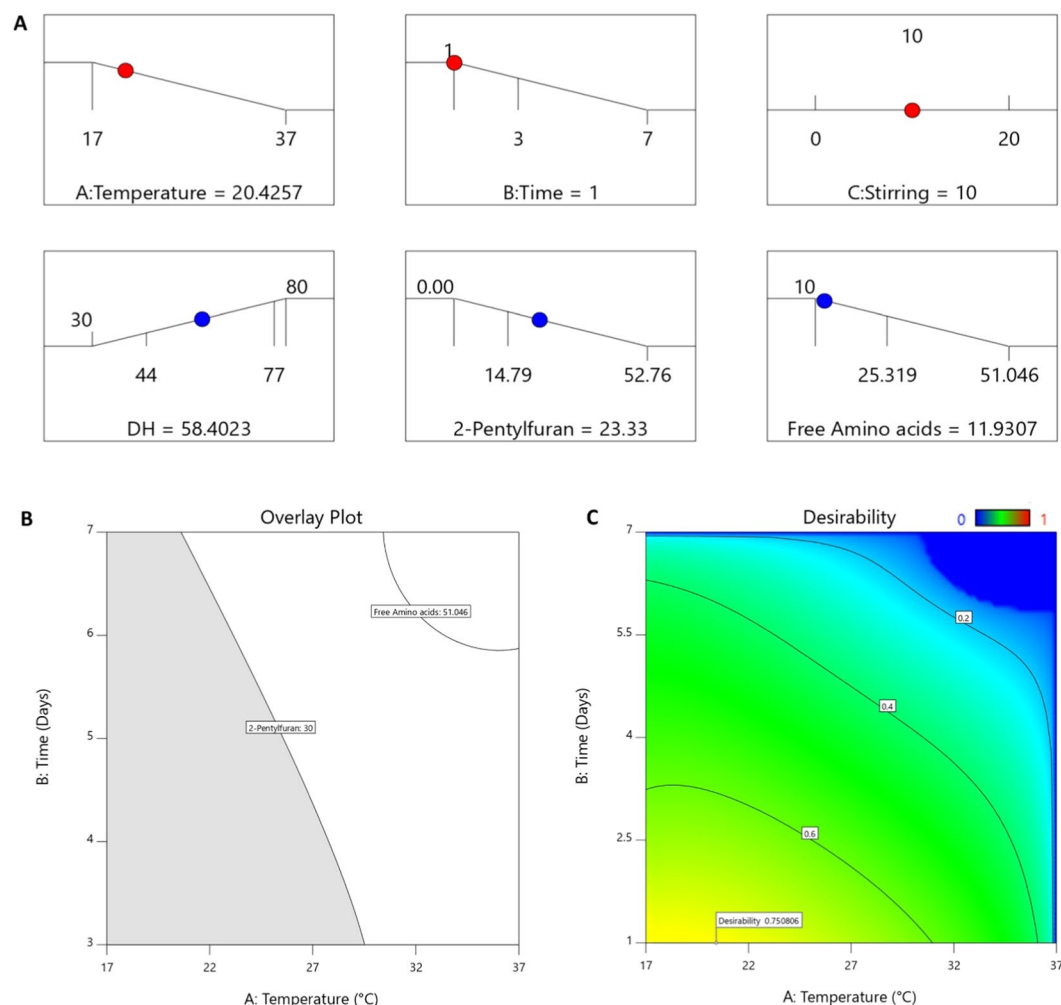 A
17
37
A:Temperature = 20.4257
1
3
7
B:Time = 1
10
0
20
C:Stirring = 10
30
80
44
77
DH = 58.4023
0.00
14.79
52.76
2-Pentylfuran = 23.33
10
25.319
51.046
Free Amino acids = 11.9307
B
Overlay Plot
7
6
5
4
3
B: Time (Days)
Free Amino acids: 51.046
2-Pentylfuran: 30
17
22
27
32
37
A: Temperature (°C)
C
Desirability
0
1
7
5.5
4
2.5
1
B: Time (Days)
0.2
0.4
0.6
Desirability 0.750806
17
22
27
32
37
A: Temperature (°C)